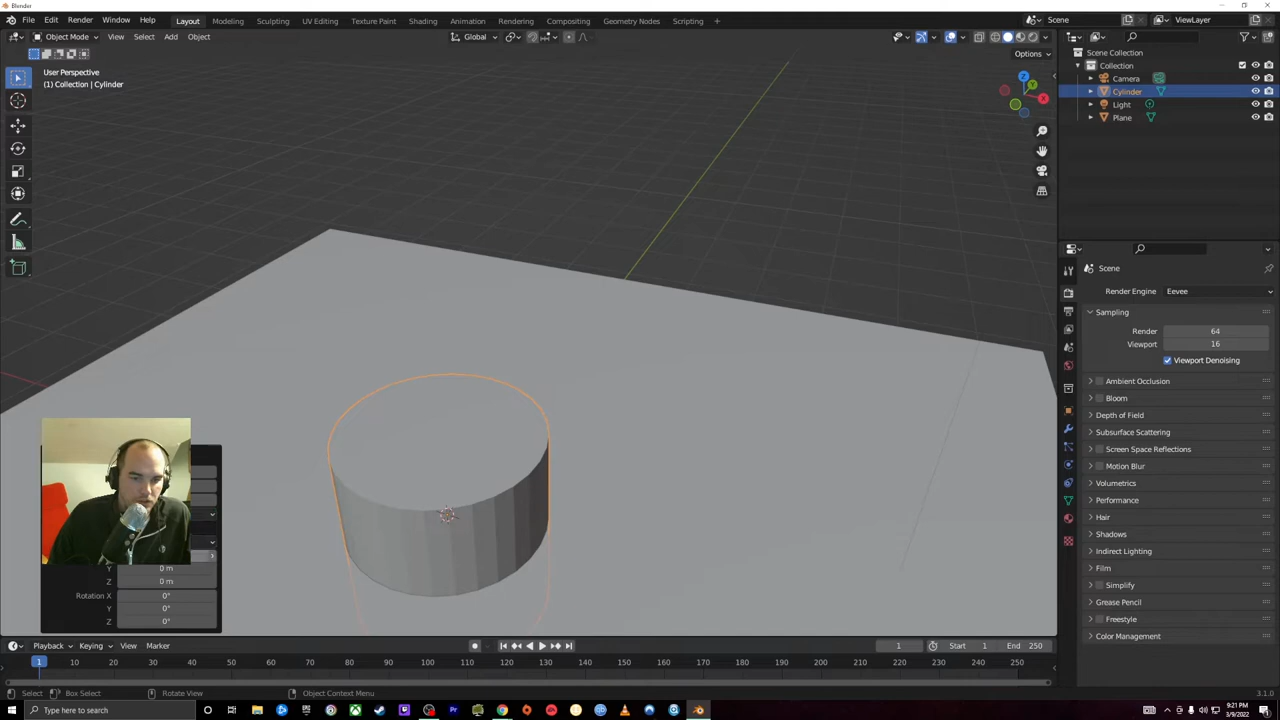 Blender
File Edit Render Window Help Layout Modeling Sculpting UV Editing Texture Paint Shading Animation Rendering Compositing Geometry Nodes Scripting + Scene ViewLayer
Object Mode View Select Add Object Global
Options
User Perspective
(1) Collection | Cylinder
Z
Y
X
Scene Collection
Collection
Camera
Cylinder
Light
Plane
Scene
Render Engine Eevee
Sampling
Render 64
Viewport 16
Viewport Denoising
Ambient Occlusion
Bloom
Depth of Field
Subsurface Scattering
Screen Space Reflections
Motion Blur
Volumetrics
Performance
Hair
Shadows
Indirect Lighting
Film
Simplify
Grease Pencil
Freestyle
Color Management
Y 0 m
Z 0 m
Rotation X 0°
Y 0°
Z 0°
Playback Keying View Marker 1 Start 1 End 250
1 10 20 30 40 50 60 70 80 90 100 110 120 130 140 150 160 170 180 190 200 210 220 230 240 250
Select Box Select Rotate View Object Context Menu 3.1.0
Type here to search
9:21 PM
3/9/2022